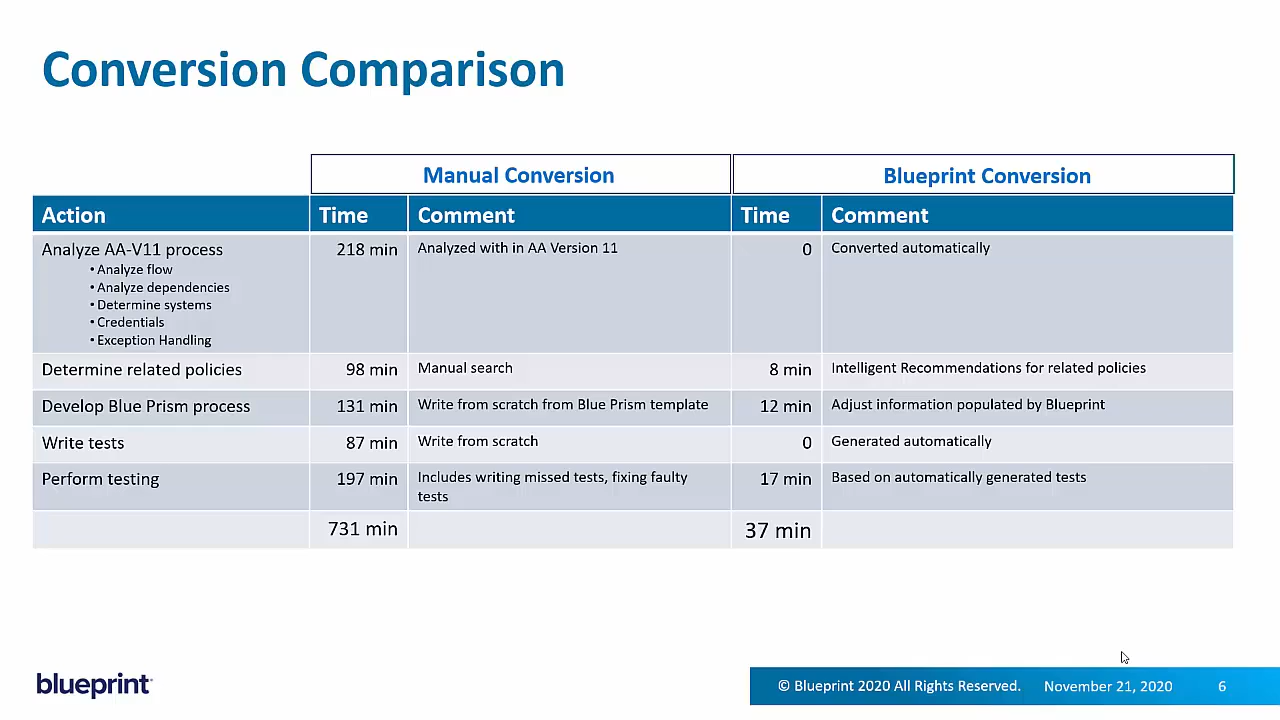 Conversion Comparison
Manual Conversion Blueprint Conversion
Action Time Comment Time Comment
Analyze AA-V11 process 218 min Analyzed with in AA Version 11 0 Converted automatically
• Analyze flow
• Analyze dependencies
• Determine systems
• Credentials
• Exception Handling
Determine related policies 98 min Manual search 8 min Intelligent Recommendations for related policies
Develop Blue Prism process 131 min Write from scratch from Blue Prism template 12 min Adjust information populated by Blueprint
Write tests 87 min Write from scratch 0 Generated automatically
Perform testing 197 min Includes writing missed tests, fixing faulty 17 min Based on automatically generated tests
tests
731 min 37 min
blueprint
© Blueprint 2020 All Rights Reserved. November 21, 2020 6